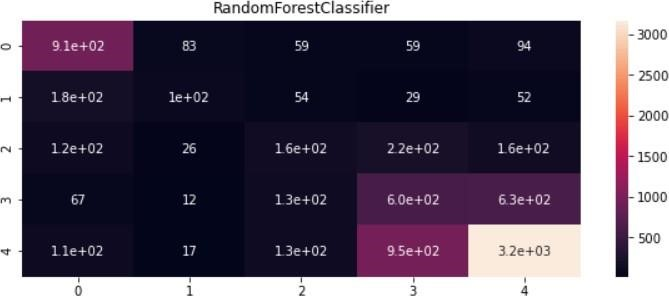 RandomForestClassifier
0 9.1e+02 83 59 59 94 3000
1 1.8e+02 1e+02 54 29 52 2500
2 1.2e+02 26 1.6e+02 2.2e+02 1.6e+02 2000
1500
3 67 12 1.3e+02 6.0e+02 6.3e+02 1000
4 1.1e+02 17 1.3e+02 9.5e+02 3.2e+03 500
0 1 2 3 4